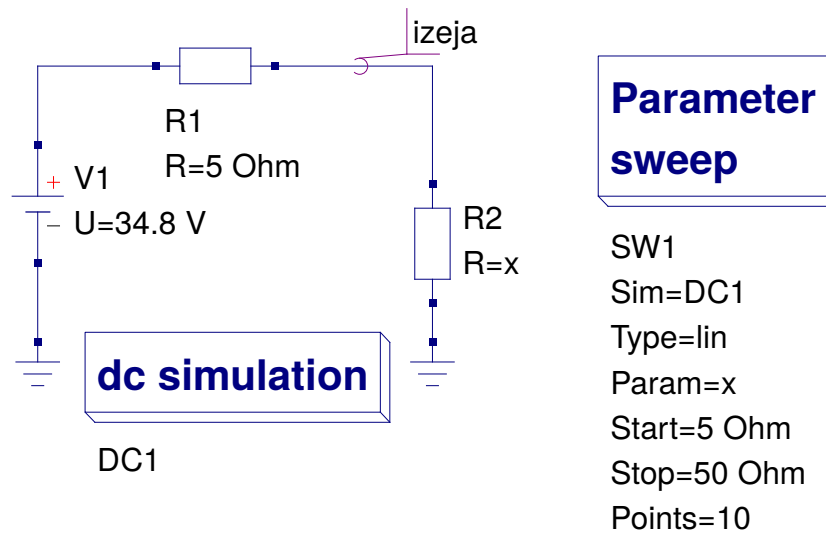 izeja
R1
R=5 Ohm
+ V1
– U=34.8 V
R2
R=x
dc simulation
DC1
Parameter
sweep
SW1
Sim=DC1
Type=lin
Param=x
Start=5 Ohm
Stop=50 Ohm
Points=10